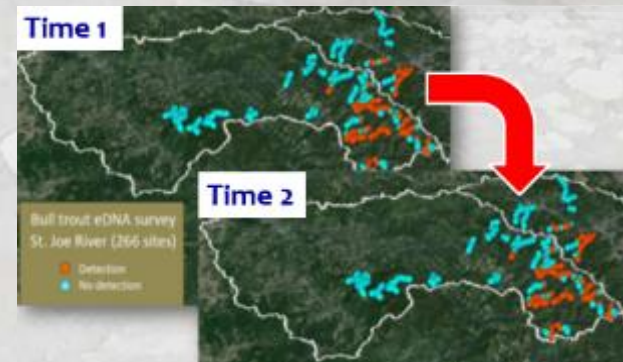 Time 1
Time 2
Bull trout eDNA survey
St. Joe River (266 sites)
Detection
No detection